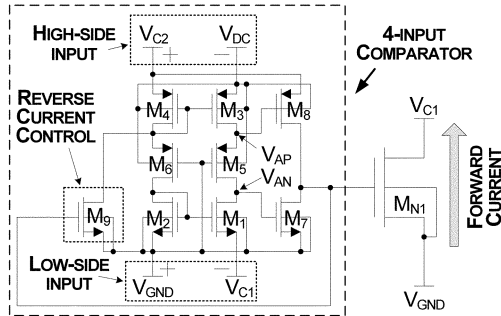 HIGH-SIDE
INPUT
V_C2 + - V_DC
4-INPUT
COMPARATOR
REVERSE
CURRENT
CONTROL
M_4 M_3 M_8
M_6 M_5
V_AP
V_AN
M_9 M_2 M_1 M_7
LOW-SIDE
INPUT
V_GND + - V_C1
V_C1
M_N1
FORWARD
CURRENT
V_GND